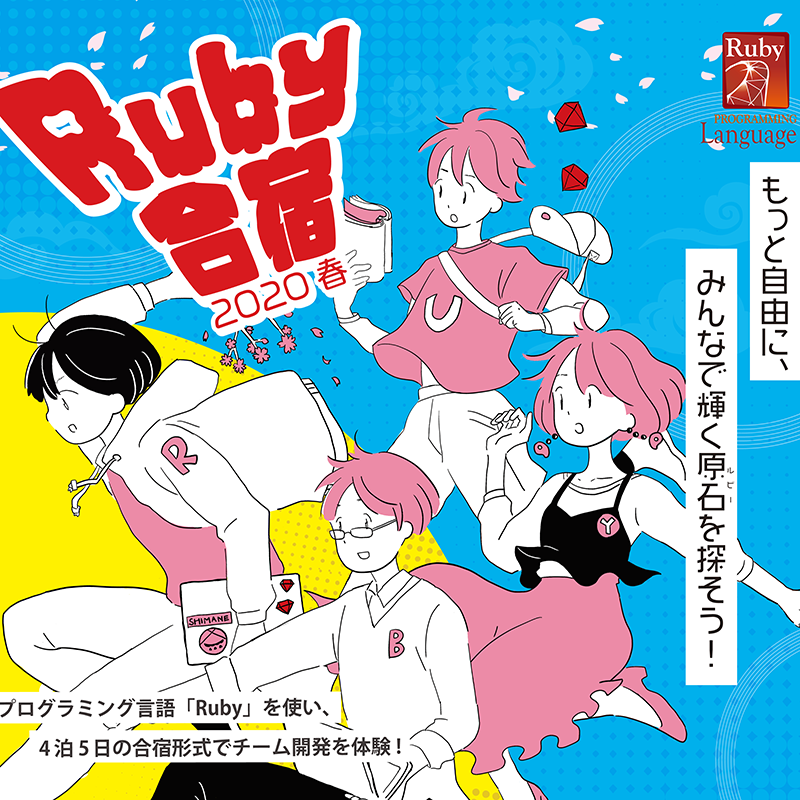 Ruby
合宿
2020 春
Ruby
PROGRAMMING
Language
もっと自由に、
みんなで輝く原石を探そう！
ルビー
U
R
Y
B
SHIMANE
プログラミング言語「Ruby」を使い、
4泊5日の合宿形式でチーム開発を体験！